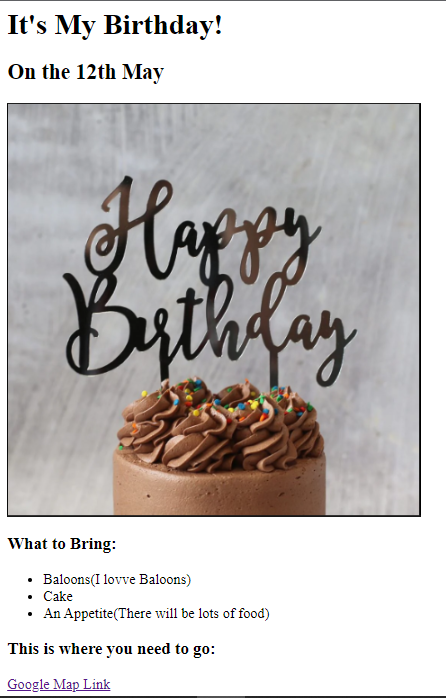 It's My Birthday!
On the 12th May
Happy
Birthday
What to Bring:
Baloons(I lovve Baloons)
Cake
An Appetite(There will be lots of food)
This is where you need to go:
Google Map Link